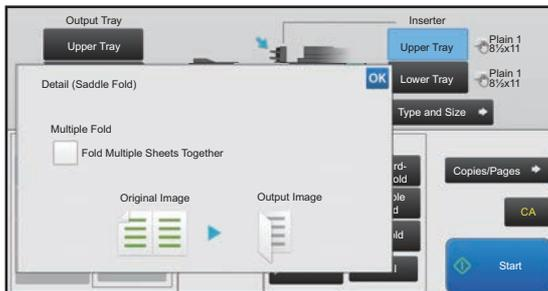 Output Tray
Inserter
Upper Tray
Upper Tray
Plain 1
8½x11
Detail (Saddle Fold)
OK
Lower Tray
Plain 1
8½x11
Type and Size
Multiple Fold
Fold Multiple Sheets Together
Copies/Pages
Original Image
Output Image
CA
Start